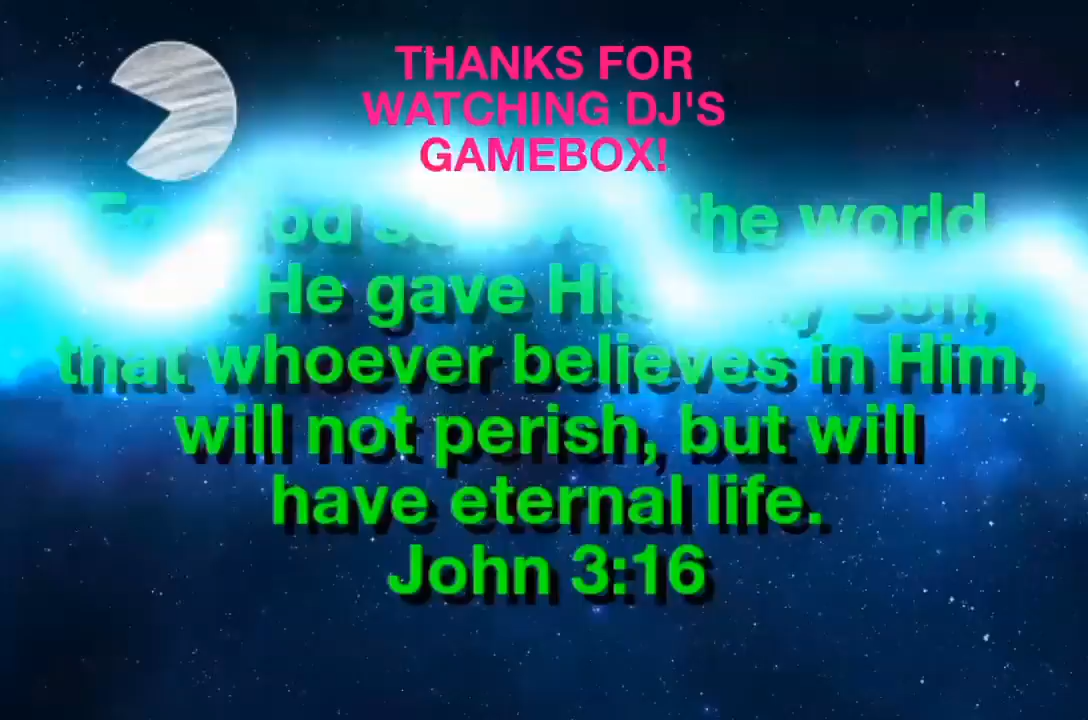 THANKS FOR
WATCHING DJ'S
GAMEBOX!
the world
He gave His
that whoever believes in Him,
will not perish, but will
have eternal life.
John 3:16